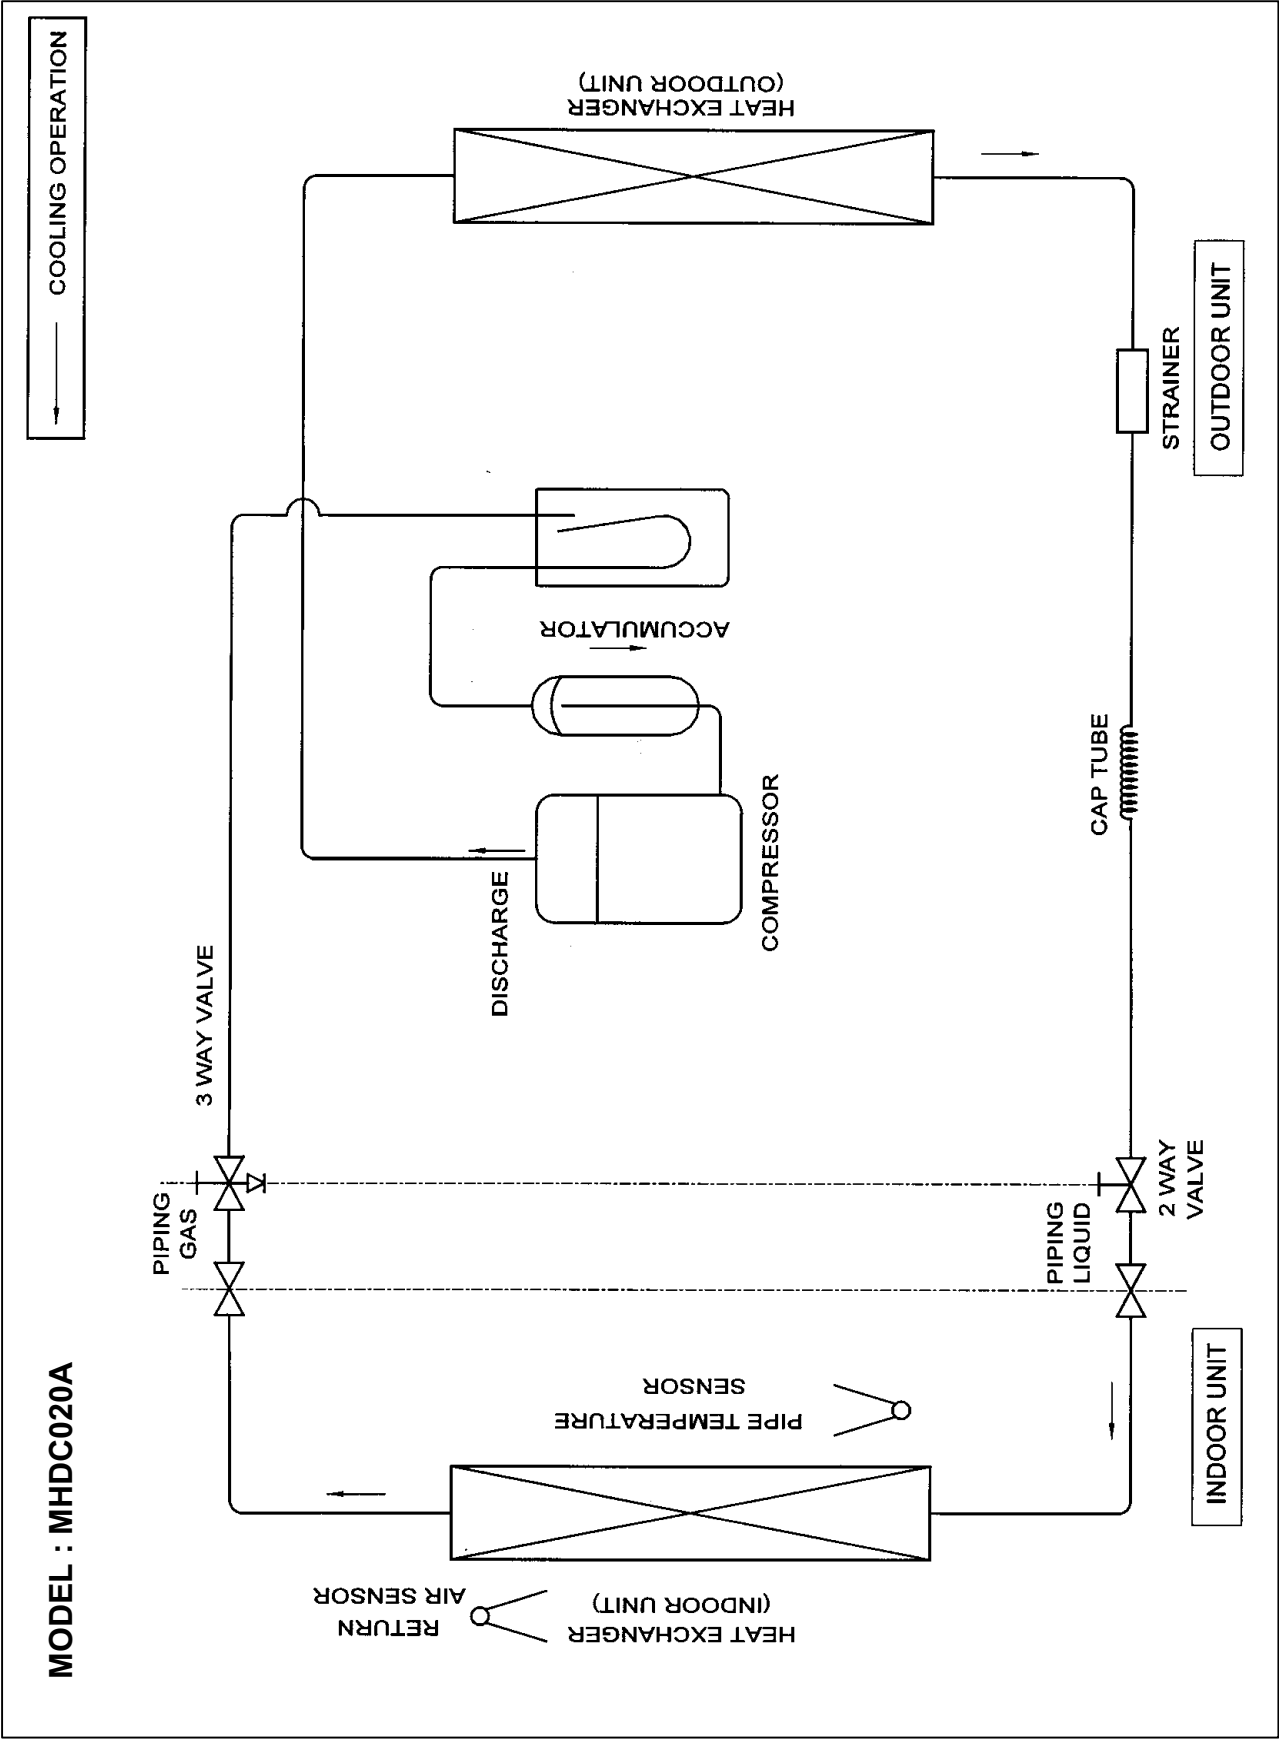 MODEL : MHDC020A
COOLING OPERATION
HEAT EXCHANGER
(OUTDOOR UNIT)
3 WAY VALVE
PIPING
GAS
DISCHARGE
ACCUMULATOR
COMPRESSOR
RETURN
AIR SENSOR
HEAT EXCHANGER
(INDOOR UNIT)
PIPE TEMPERATURE
SENSOR
PIPING
LIQUID
2 WAY
VALVE
CAP TUBE
STRAINER
INDOOR UNIT
OUTDOOR UNIT